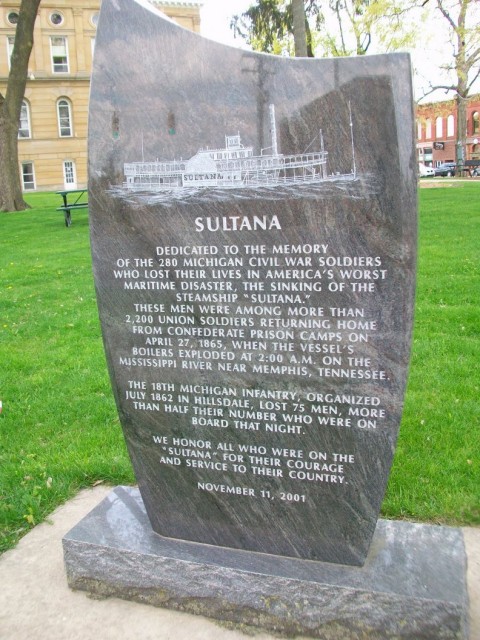 SULTANA
SULTANA
DEDICATED TO THE MEMORY
OF THE 280 MICHIGAN CIVIL WAR SOLDIERS
WHO LOST THEIR LIVES IN AMERICA'S WORST
MARITIME DISASTER, THE SINKING OF THE
STEAMSHIP "SULTANA."
THESE MEN WERE AMONG MORE THAN
2,200 UNION SOLDIERS RETURNING HOME
FROM CONFEDERATE PRISON CAMPS ON
APRIL 27, 1865, WHEN THE VESSEL'S
BOILERS EXPLODED AT 2:00 A.M. ON THE
MISSISSIPPI RIVER NEAR MEMPHIS, TENNESSEE.
THE 18TH MICHIGAN INFANTRY, ORGANIZED
JULY 1862 IN HILLSDALE, LOST 75 MEN, MORE
THAN HALF THEIR NUMBER WHO WERE ON
BOARD THAT NIGHT.
WE HONOR ALL WHO WERE ON THE
"SULTANA" FOR THEIR COURAGE
AND SERVICE TO THEIR COUNTRY.
NOVEMBER 11, 2001